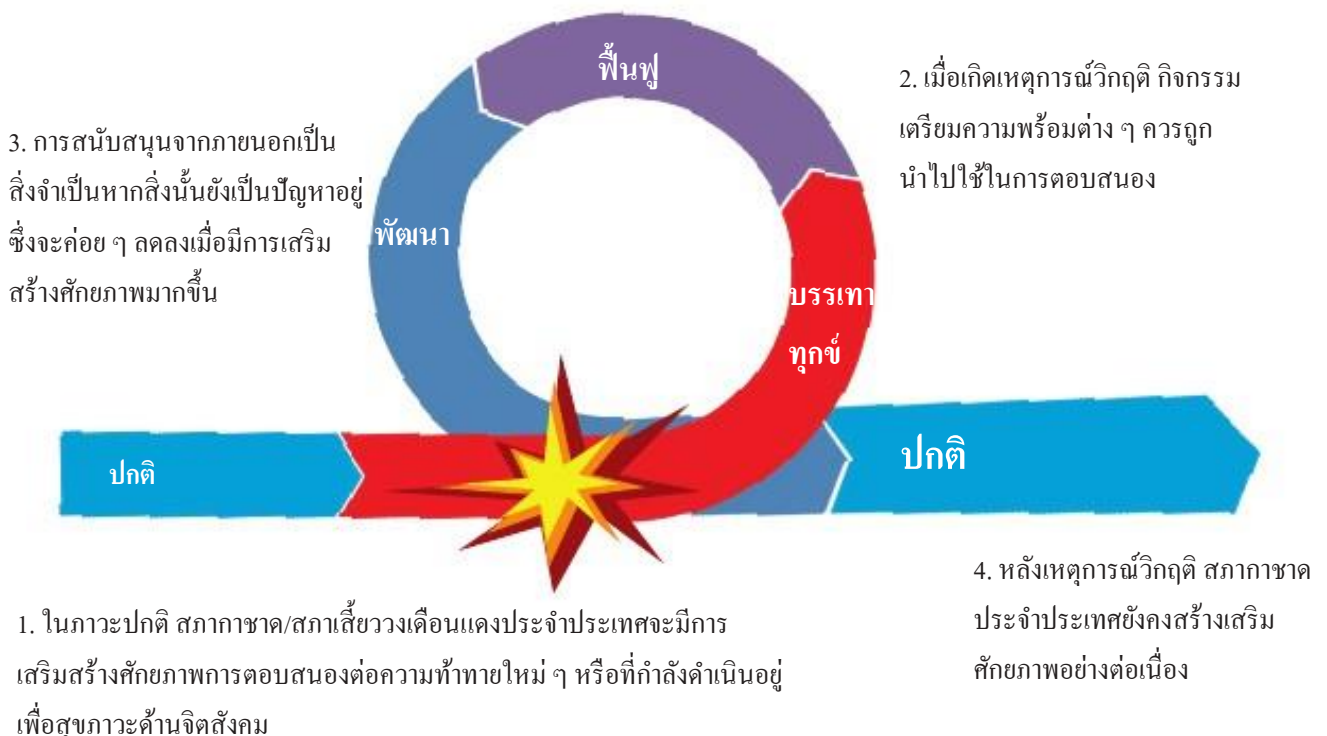 ฟื้นฟู
2. เมื่อเกิดเหตุการณ์วิกฤติ กิจกรรม
เตรียมความพร้อมต่าง ๆ ควรถูก
นำไปใช้ในการตอบสนอง
3. การสนับสนุนจากภายนอกเป็น
สิ่งจำเป็นหากสิ่งนั้นยังเป็นปัญหาอยู่
ซึ่งจะค่อย ๆ ลดลงเมื่อมีการเสริม
สร้างศักยภาพมากขึ้น
พัฒนา
บรรเทา
ทุกข์
ปกติ
ปกติ
4. หลังเหตุการณ์วิกฤติ สภากาชาด
ประจำประเทศยังคงสร้างเสริม
ศักยภาพอย่างต่อเนื่อง
1. ในภาวะปกติ สภากาชาด/สภาเสี้ยววงเดือนแดงประจำประเทศจะมีการ
เสริมสร้างศักยภาพการตอบสนองต่อความท้าทายใหม่ ๆ หรือที่กำลังดำเนินอยู่
เพื่อสุขภาวะด้านจิตสังคม